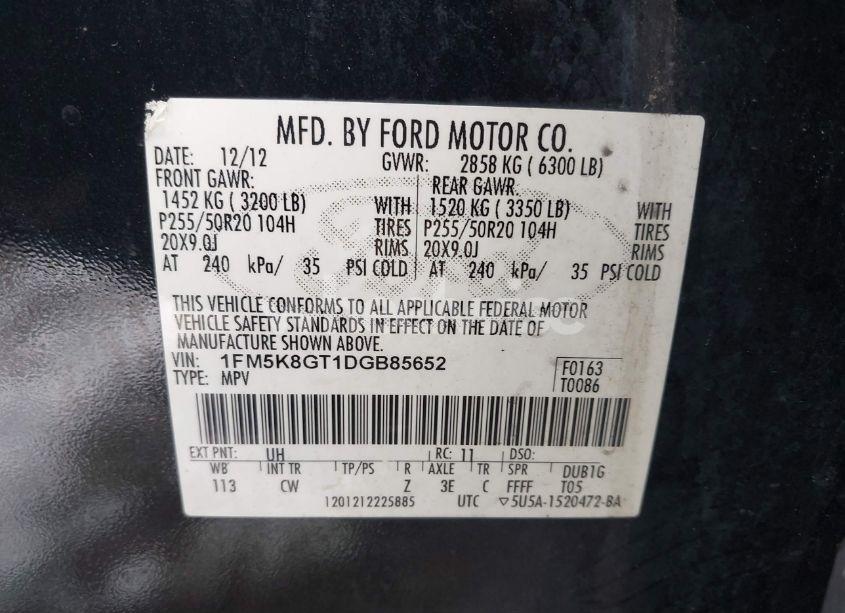 MFD. BY FORD MOTOR CO.
DATE: 12/12 GVWR: 2858 KG ( 6300 LB)
FRONT GAWR: REAR GAWR:
1452 KG ( 3200 LB) WITH 1520 KG ( 3350 LB) WITH
P255/50R20 104H TIRES P255/50R20 104H TIRES
20X9.0J RIMS 20X9.0J RIMS
AT 240 kPa/ 35 PSI COLD AT 240 kPa/ 35 PSI COLD
THIS VEHICLE CONFORMS TO ALL APPLICABLE FEDERAL MOTOR
VEHICLE SAFETY STANDARDS IN EFFECT ON THE DATE OF
MANUFACTURE SHOWN ABOVE.
VIN: 1FM5K8GT1DGB85652 F0163
TYPE: MPV T0086
EXT PNT: UH RC: 11 DSO:
WB INT TR TP/PS R AXLE TR SPR DUB1G
113 CW Z 3E C FFFF T05
1201212225885 UTC ▽5U5A-1520472-BA